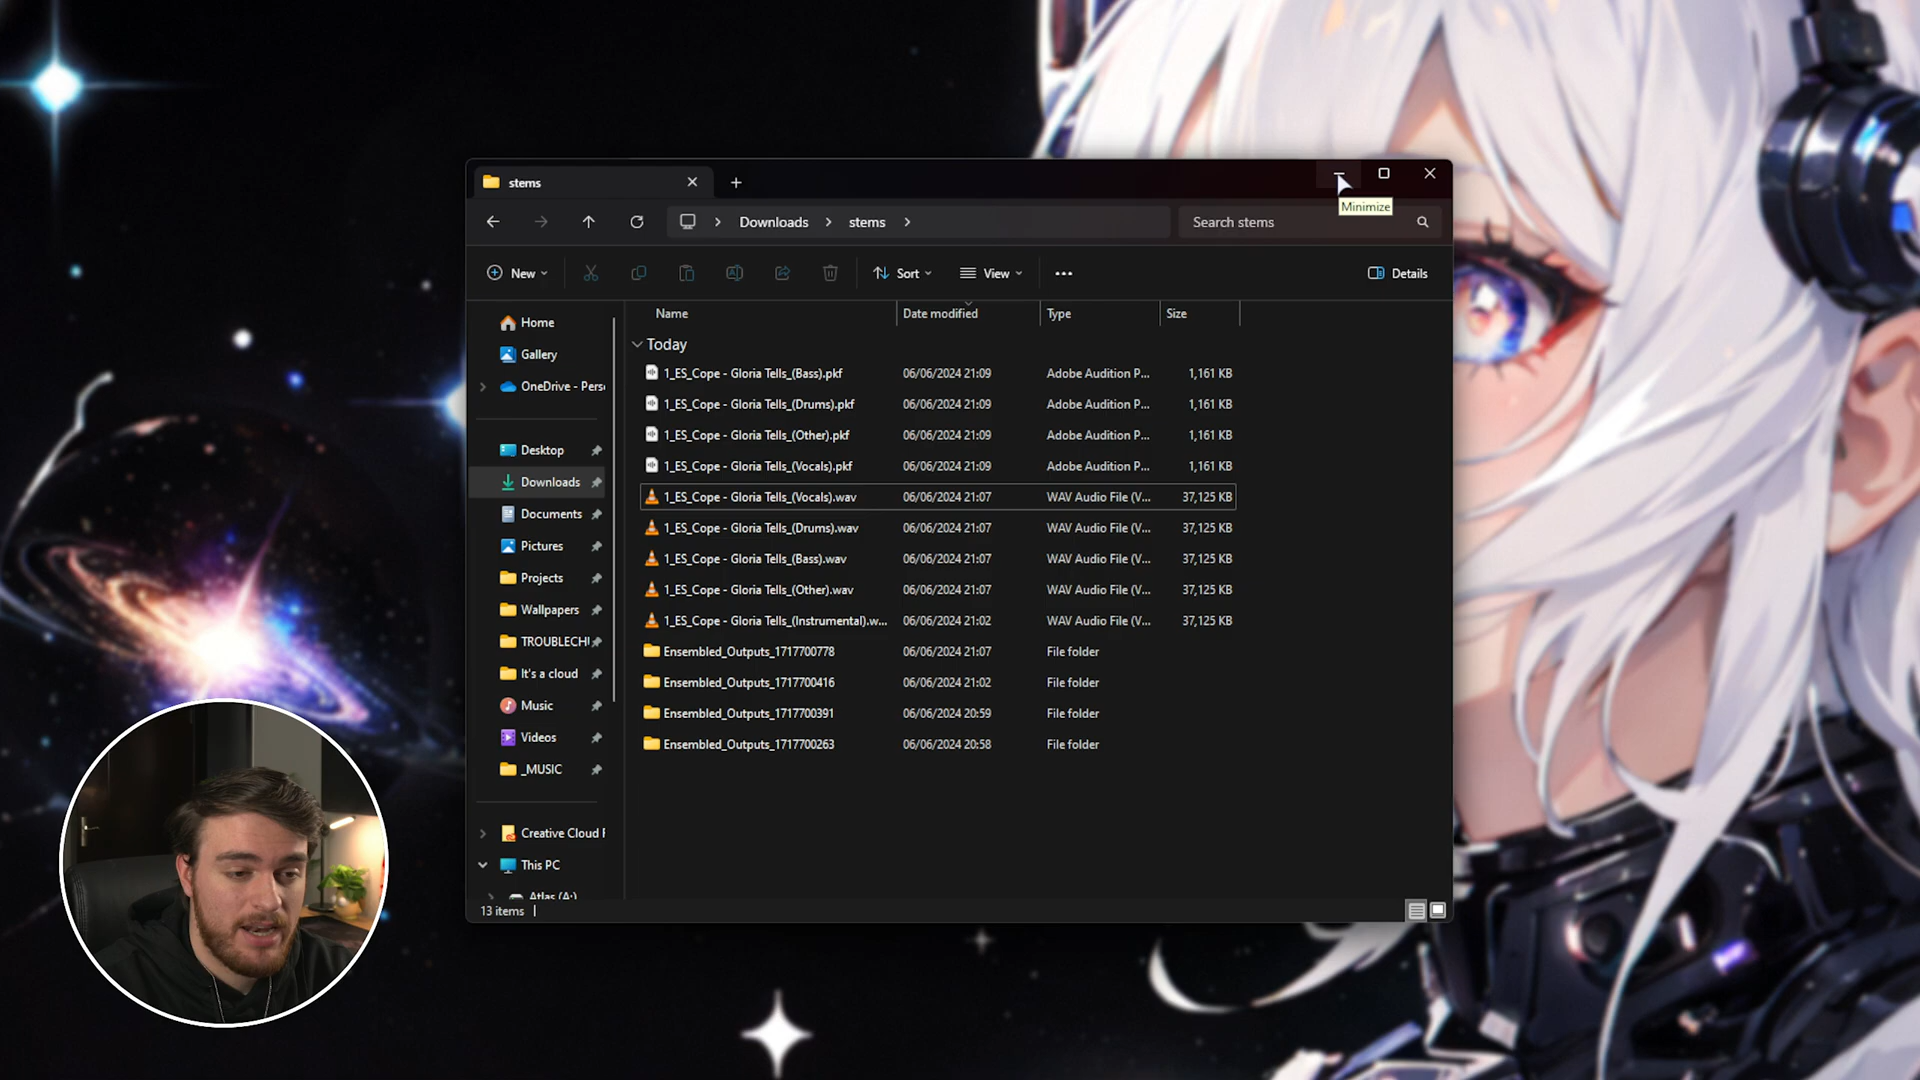 stems
Minimize
Downloads
stems
Search stems
New
Sort
View
Details
Name
Date modified
Type
Size
Home
Gallery
OneDrive - Pers
Desktop
Downloads
Documents
Pictures
Projects
Wallpapers
TROUBLECHI
It's a cloud
Music
Videos
_MUSIC
Creative Cloud F
This PC
Atlas (A:)
Today
1_ES_Cope - Gloria Tells_(Bass).pkf 06/06/2024 21:09 Adobe Audition P... 1,161 KB
1_ES_Cope - Gloria Tells_(Drums).pkf 06/06/2024 21:09 Adobe Audition P... 1,161 KB
1_ES_Cope - Gloria Tells_(Other).pkf 06/06/2024 21:09 Adobe Audition P... 1,161 KB
1_ES_Cope - Gloria Tells_(Vocals).pkf 06/06/2024 21:09 Adobe Audition P... 1,161 KB
1_ES_Cope - Gloria Tells_(Vocals).wav 06/06/2024 21:07 WAV Audio File (V... 37,125 KB
1_ES_Cope - Gloria Tells_(Drums).wav 06/06/2024 21:07 WAV Audio File (V... 37,125 KB
1_ES_Cope - Gloria Tells_(Bass).wav 06/06/2024 21:07 WAV Audio File (V... 37,125 KB
1_ES_Cope - Gloria Tells_(Other).wav 06/06/2024 21:07 WAV Audio File (V... 37,125 KB
1_ES_Cope - Gloria Tells_(Instrumental).w... 06/06/2024 21:02 WAV Audio File (V... 37,125 KB
Ensembled_Outputs_1717700778 06/06/2024 21:07 File folder
Ensembled_Outputs_1717700416 06/06/2024 21:02 File folder
Ensembled_Outputs_1717700391 06/06/2024 20:59 File folder
Ensembled_Outputs_1717700263 06/06/2024 20:58 File folder
13 items